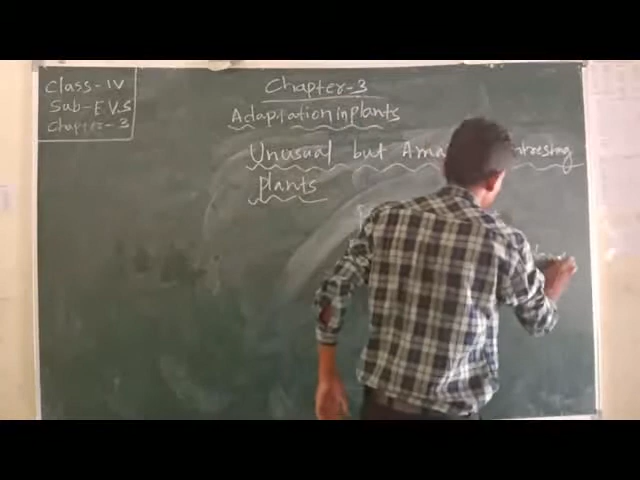 Class-IV
Sub-E.V.S
Chapter-3
Chapter-3
Adaptation in plants
Unusual but
plants